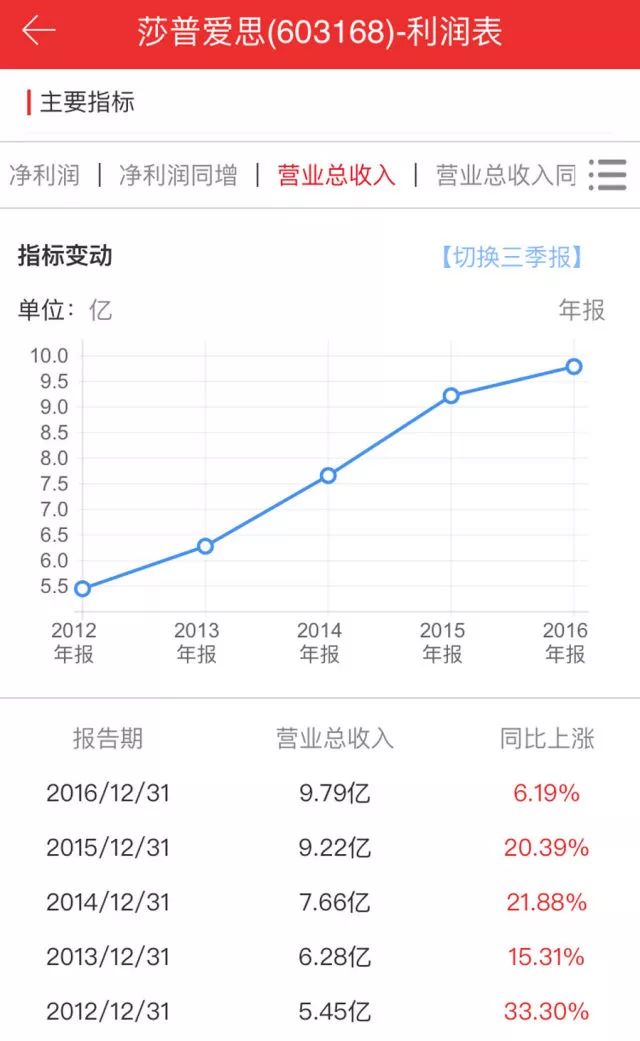 莎普爱思(603168)-利润表
主要指标
净利润 | 净利润同增 | 营业总收入 | 营业总收入同
指标变动 【切换三季报】
单位：亿 年报
10.0
9.5
9.0
8.5
8.0
7.5
7.0
6.5
6.0
5.5
2012 2013 2014 2015 2016
年报 年报 年报 年报 年报
报告期 营业总收入 同比上涨
2016/12/31 9.79亿 6.19%
2015/12/31 9.22亿 20.39%
2014/12/31 7.66亿 21.88%
2013/12/31 6.28亿 15.31%
2012/12/31 5.45亿 33.30%